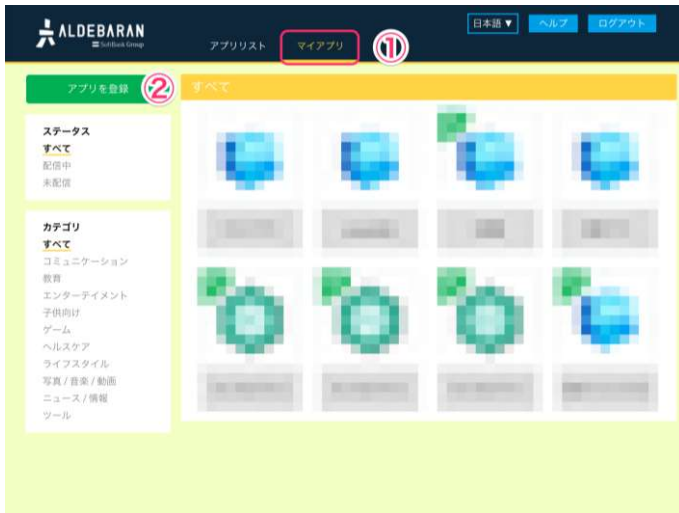 ALDEBARAN
SoftBank Group
アプリリスト
マイアプリ
①
日本語 ▼
ヘルプ
ログアウト
アプリを登録
②
すべて
ステータス
すべて
配信中
未配信
カテゴリ
すべて
コミュニケーション
教育
エンターテイメント
子供向け
ゲーム
ヘルスケア
ライフスタイル
写真 / 音楽 / 動画
ニュース / 情報
ツール